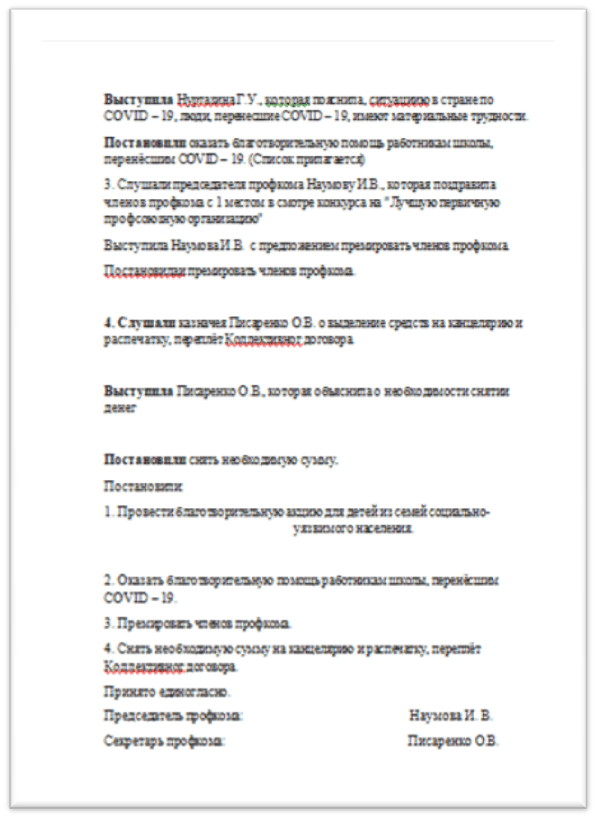 Выступила Нургазина Г.У., которая пояснила, ситуациию в стране по
COVID – 19, люди, перенесшие COVID – 19, имеют материальные трудности.
Постановили оказать благотворительную помощь работникам школы,
перенёсшим COVID – 19. (Список прилагается)
3. Слушали председателя профкома Наумову И.В., которая поздравила
членов профкома с 1 местом в смотре конкурса на "Лучшую первичную
профсоюзную организацию"
Выступила Наумова И.В. с предложением премировать членов профкома.
Постановилаи премировать членов профкома.
4. Слушали казначея Писаренко О.В. о выделение средств на канцелярию и
распечатку, переплёт Коллективног договора.
Выступила Писаренко О.В., которая объяснила о необходимости снятии
денег
Постановили снять необходимую сумму.
Постановили:
1. Провести благотворительную акцию для детей из семей социально-
уязвимого населения.
2. Оказать благотворительную помощь работникам школы, перенёсшим
COVID – 19.
3. Премировать членов профкома.
4. Снять необходимую сумму на канцелярию и распечатку, переплёт
Коллективног договора.
Принято единогласно.
Председатель профкома: Наумова И. В.
Секретарь профкома: Писаренко О.В.